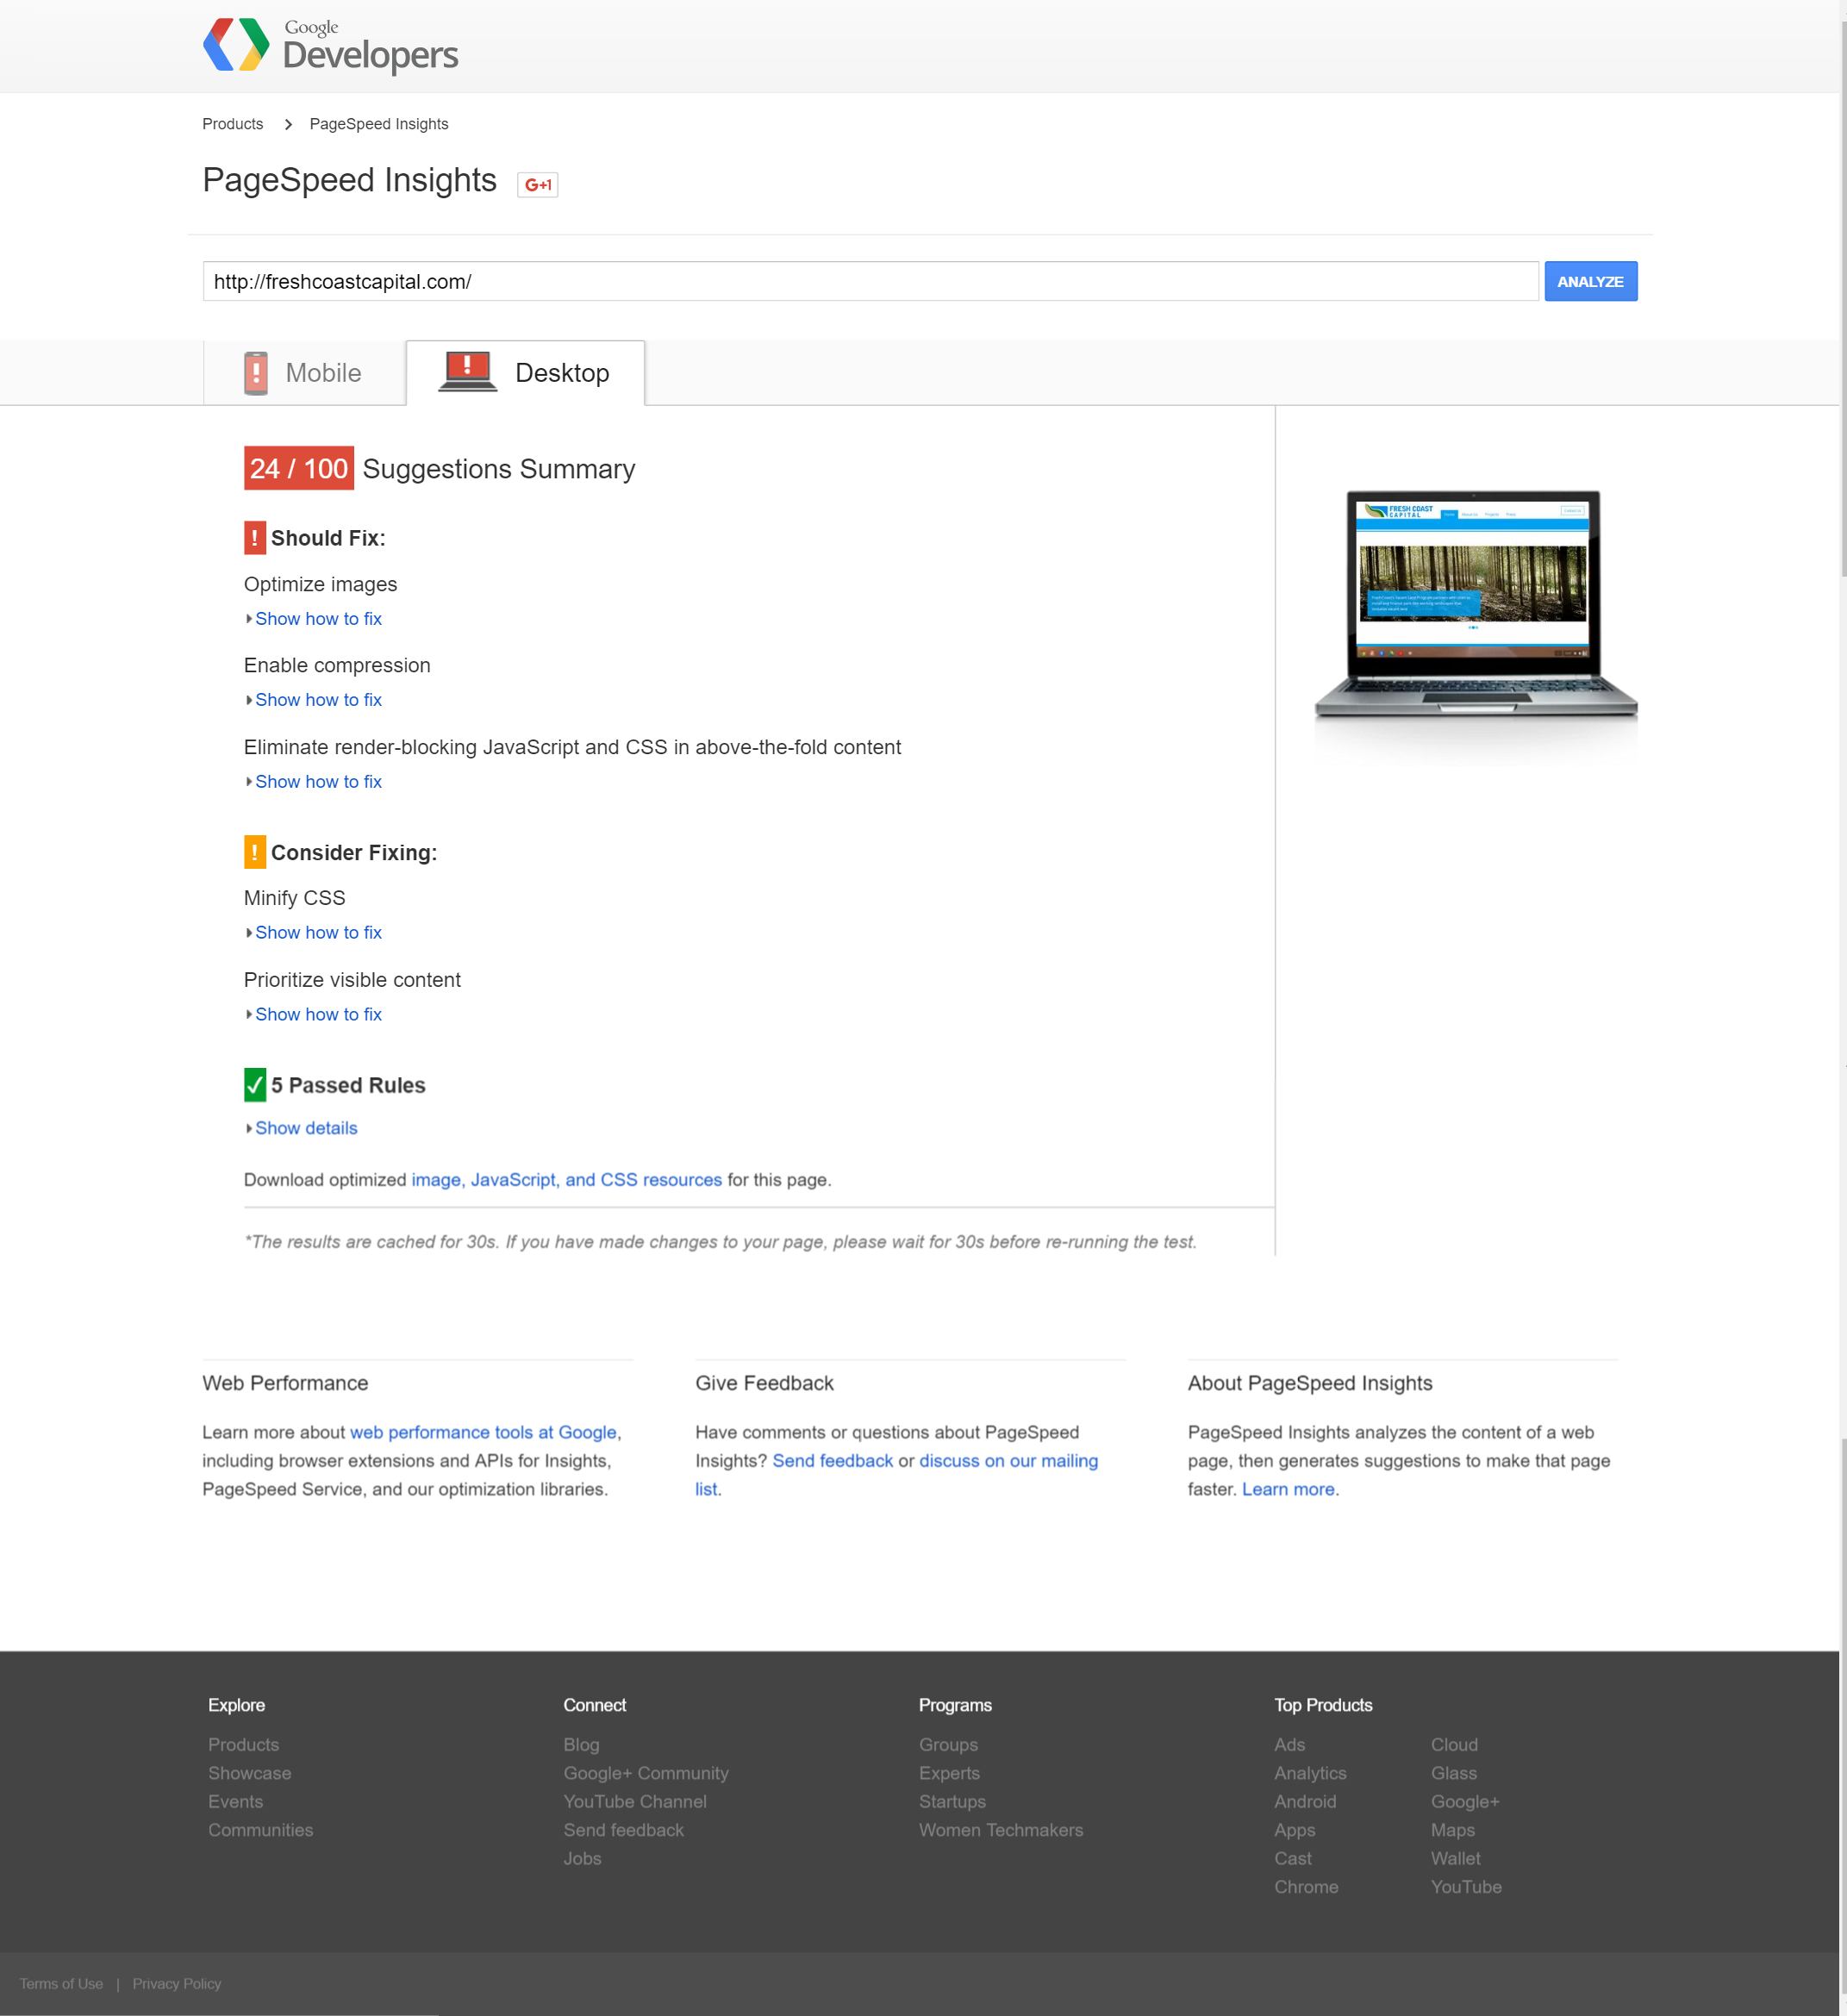 Google
Developers
Products > PageSpeed Insights
PageSpeed Insights G+1
http://freshcoastcapital.com/ ANALYZE
Mobile Desktop
24 / 100 Suggestions Summary
! Should Fix:
Optimize images
Show how to fix
Enable compression
Show how to fix
Eliminate render-blocking JavaScript and CSS in above-the-fold content
Show how to fix
! Consider Fixing:
Minify CSS
Show how to fix
Prioritize visible content
Show how to fix
5 Passed Rules
Show details
Download optimized image, JavaScript, and CSS resources for this page.
*The results are cached for 30s. If you have made changes to your page, please wait for 30s before re-running the test.
FRESH COAST
CAPITAL
Home About Us Projects Press Contact Us
Web Performance
Learn more about web performance tools at Google,
including browser extensions and APIs for Insights,
PageSpeed Service, and our optimization libraries.
Give Feedback
Have comments or questions about PageSpeed
Insights? Send feedback or discuss on our mailing
list.
About PageSpeed Insights
PageSpeed Insights analyzes the content of a web
page, then generates suggestions to make that page
faster. Learn more.
Explore
Products
Showcase
Events
Communities
Connect
Blog
Google+ Community
YouTube Channel
Send feedback
Jobs
Programs
Groups
Experts
Startups
Women Techmakers
Top Products
Ads
Analytics
Android
Apps
Cast
Chrome
Cloud
Glass
Google+
Maps
Wallet
YouTube
Terms of Use | Privacy Policy